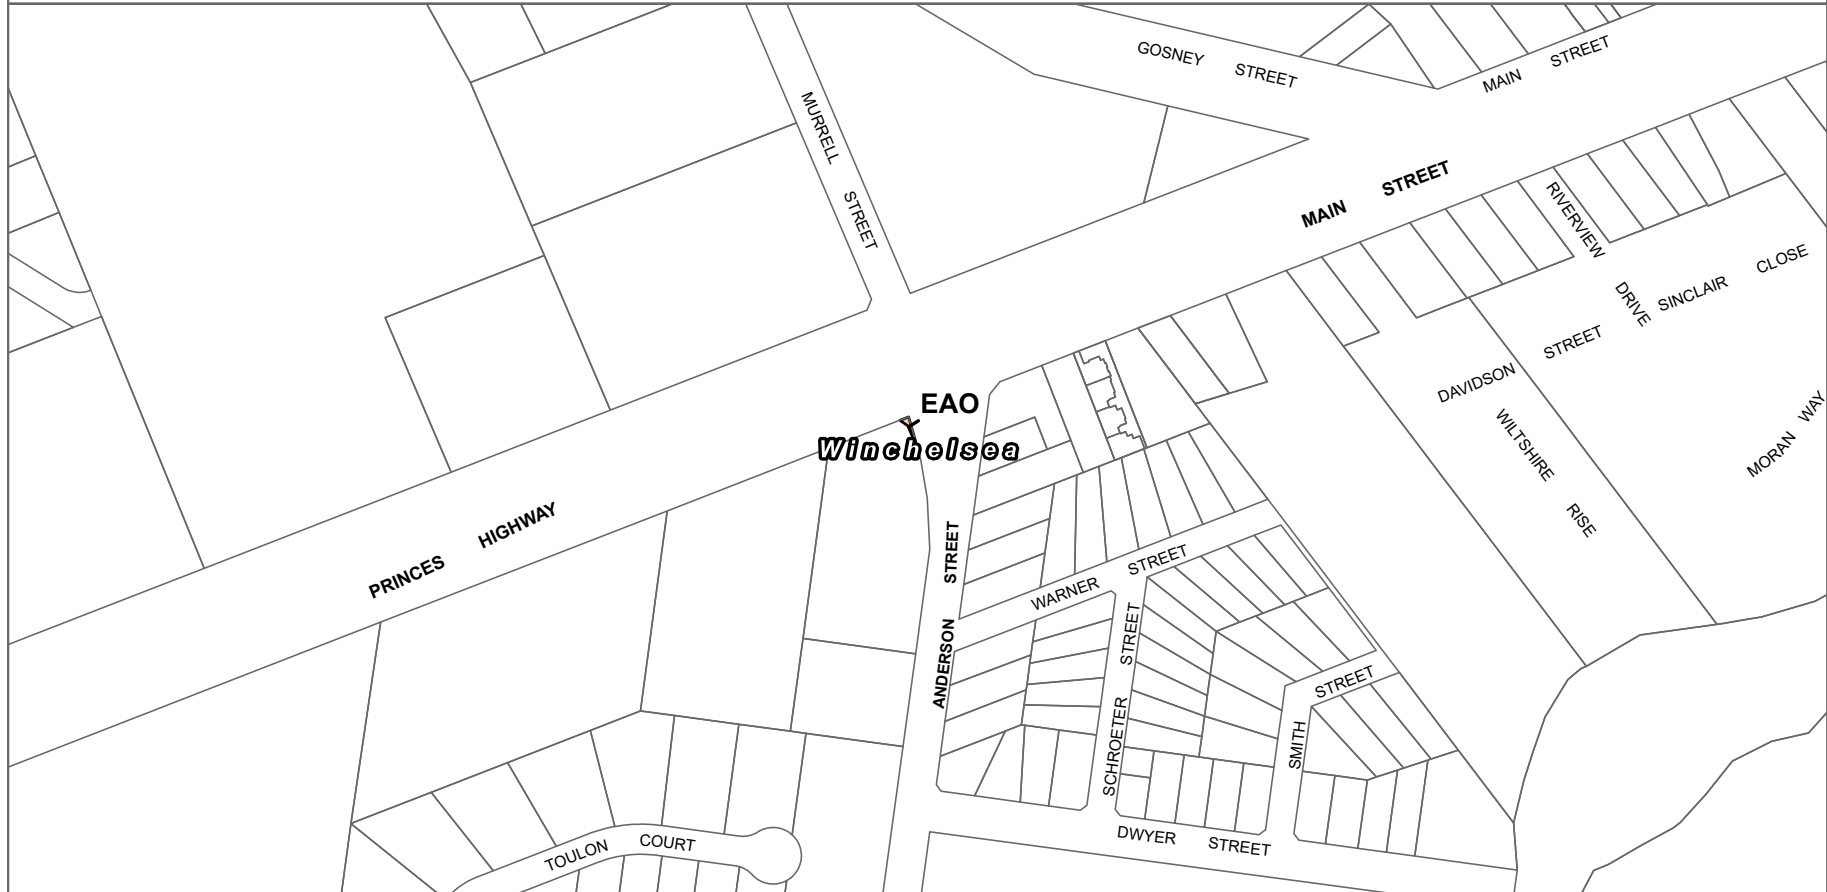 GOSNEY STREET
MAIN STREET
MURRELL STREET
MAIN STREET
RIVERVIEW DRIVE
SINCLAIR CLOSE
DAVIDSON STREET
WILTSHIRE RISE
MORAN WAY
EAO
Winchelsea
PRINCES HIGHWAY
ANDERSON STREET
WARNER STREET
SCHROETER STREET
SMITH STREET
DWYER STREET
TOULON COURT